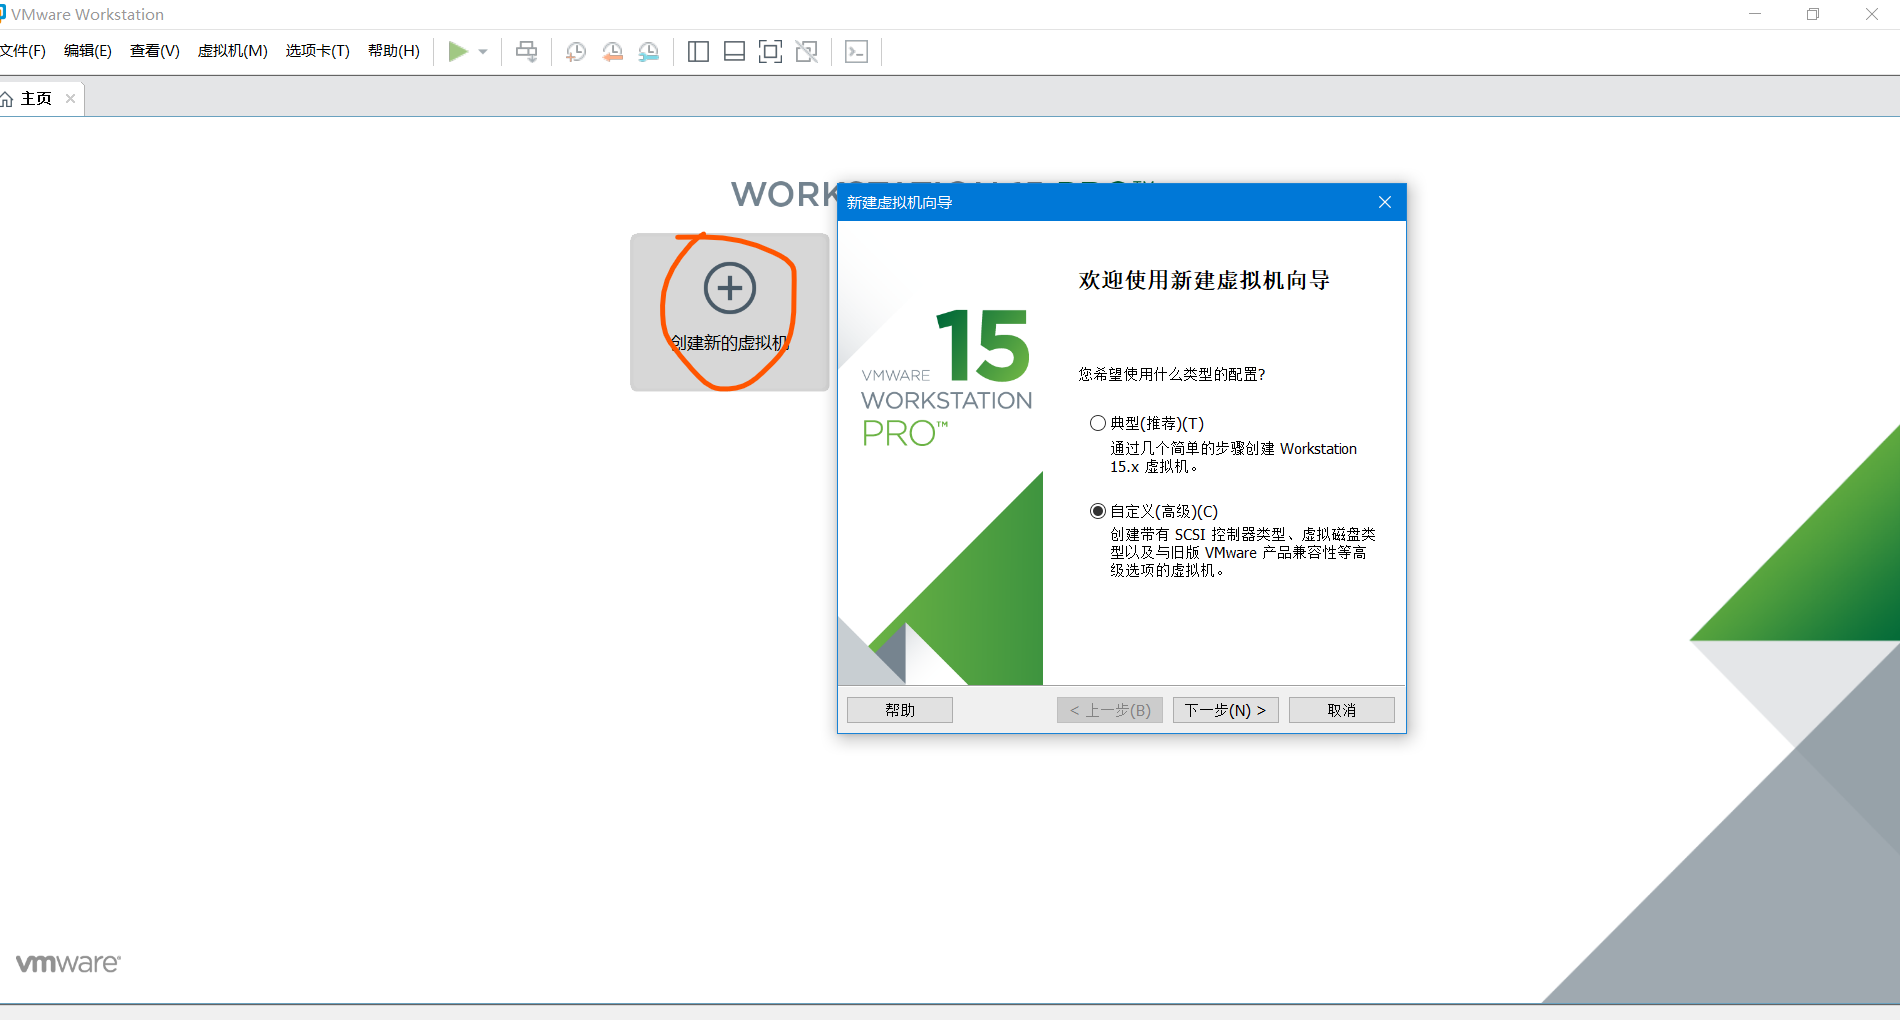 VMware Workstation
文件(F) 编辑(E) 查看(V) 虚拟机(M) 选项卡(T) 帮助(H)
主页
WORKSTATION 15 PRO™
创建新的虚拟机
新建虚拟机向导
欢迎使用新建虚拟机向导
15
VMWARE
WORKSTATION
PRO™
您希望使用什么类型的配置?
典型(推荐)(T)
通过几个简单的步骤创建 Workstation
15.x 虚拟机。
自定义(高级)(C)
创建带有 SCSI 控制器类型、虚拟磁盘类
型以及与旧版 VMware 产品兼容性等高
级选项的虚拟机。
帮助 < 上一步(B) 下一步(N) > 取消
vmware®